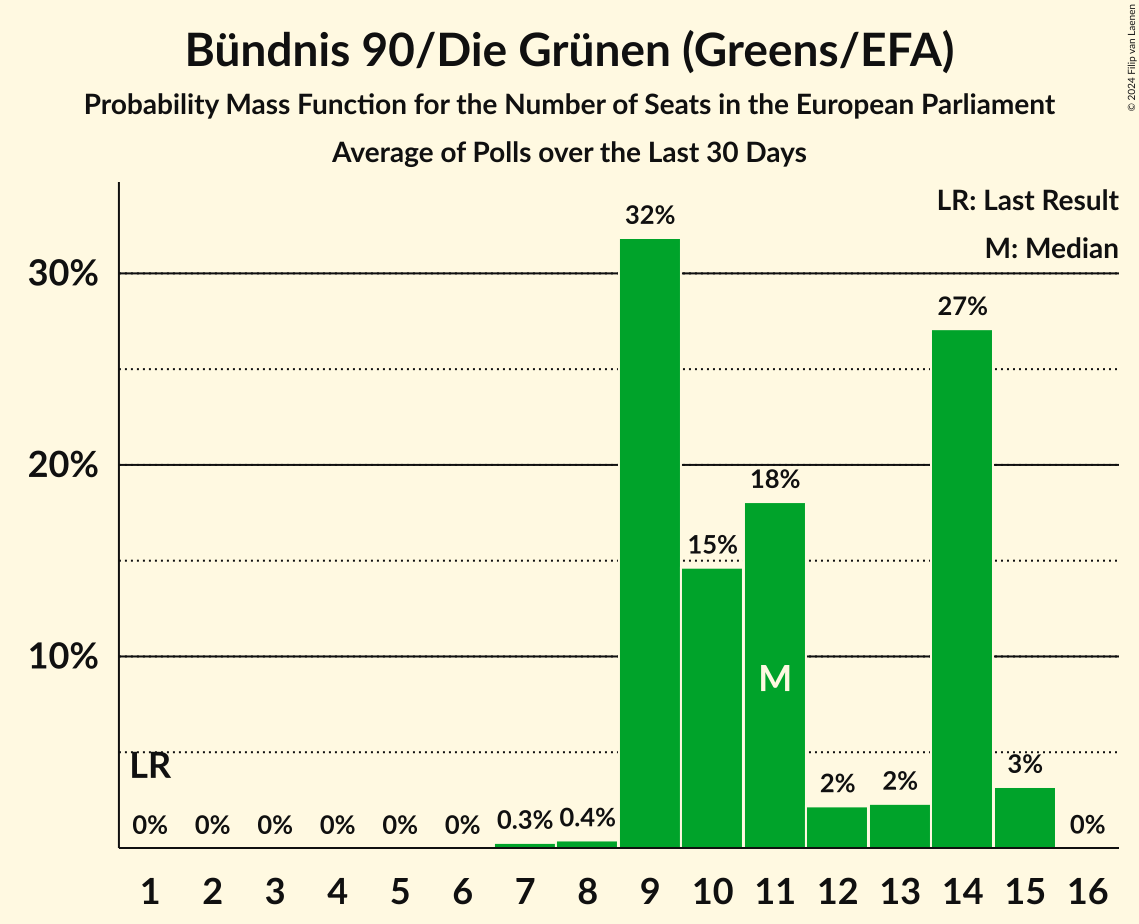 Bündnis 90/Die Grünen (Greens/EFA)
Probability Mass Function for the Number of Seats in the European Parliament
Average of Polls over the Last 30 Days
© 2024 Filip van Laenen
LR: Last Result
M: Median
30%
20%
10%
32%
27%
18%
15%
M
LR
0% 0% 0% 0% 0% 0% 0.3% 0.4% 2% 2% 3% 0%
1 2 3 4 5 6 7 8 9 10 11 12 13 14 15 16